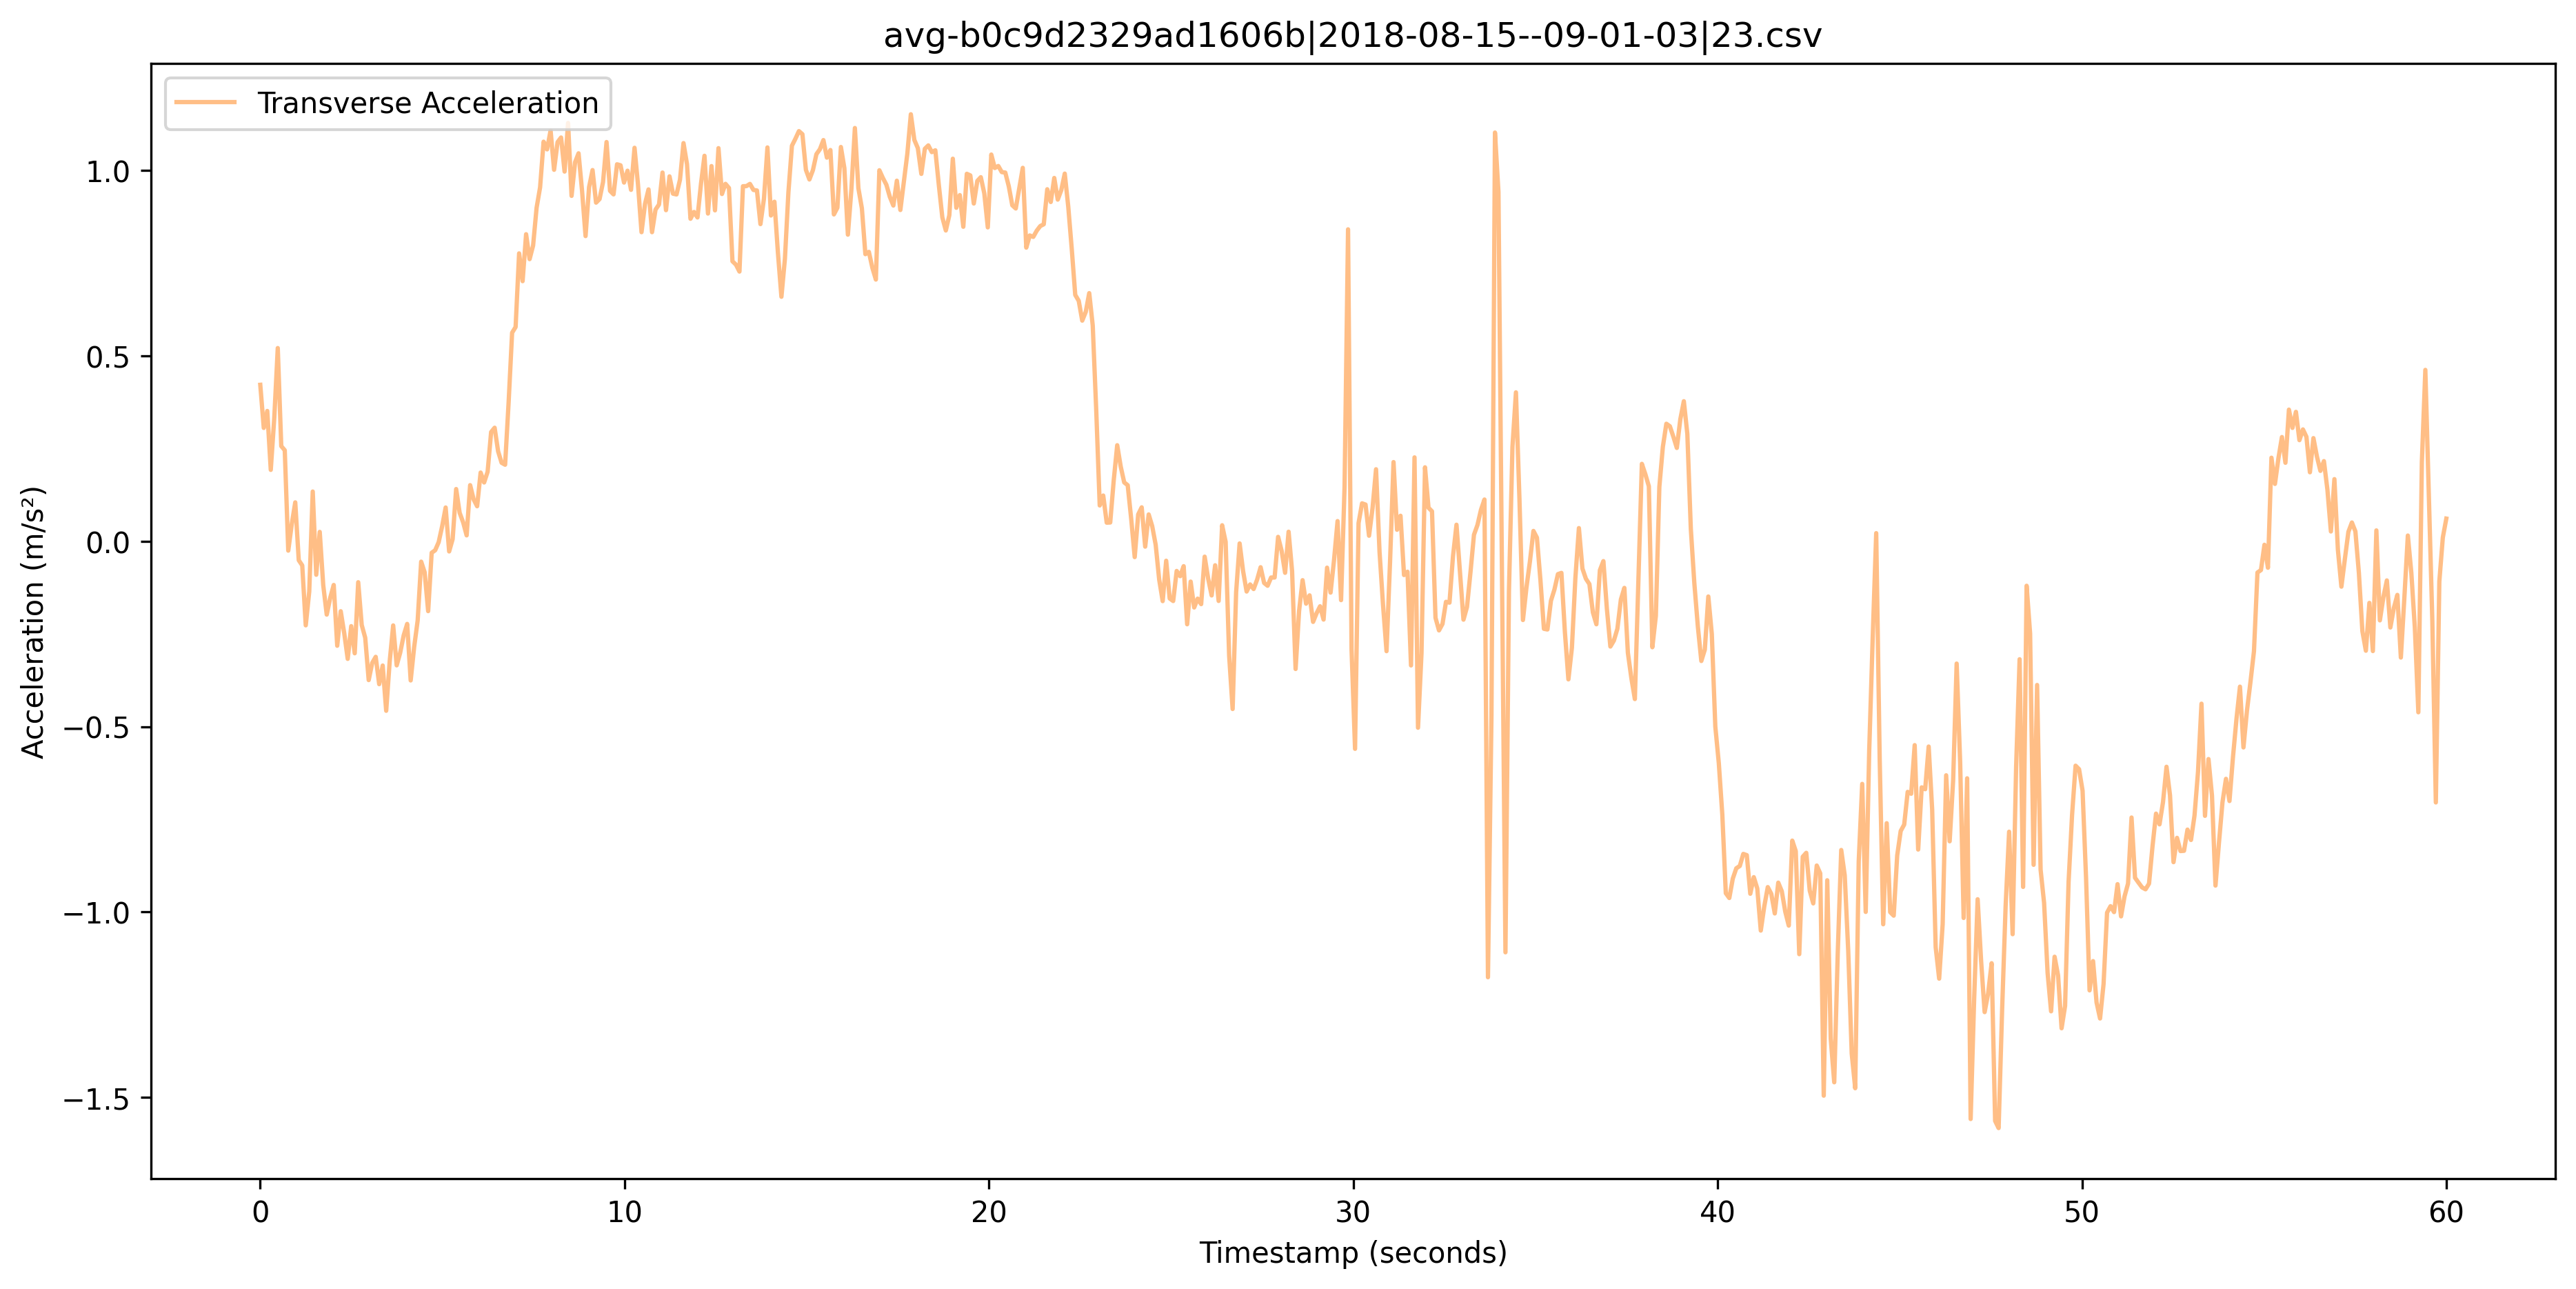 avg-b0c9d2329ad1606b|2018-08-15--09-01-03|23.csv
Transverse Acceleration
Acceleration (m/s²)
1.0
0.5
0.0
−0.5
−1.0
−1.5
0 10 20 30 40 50 60
Timestamp (seconds)